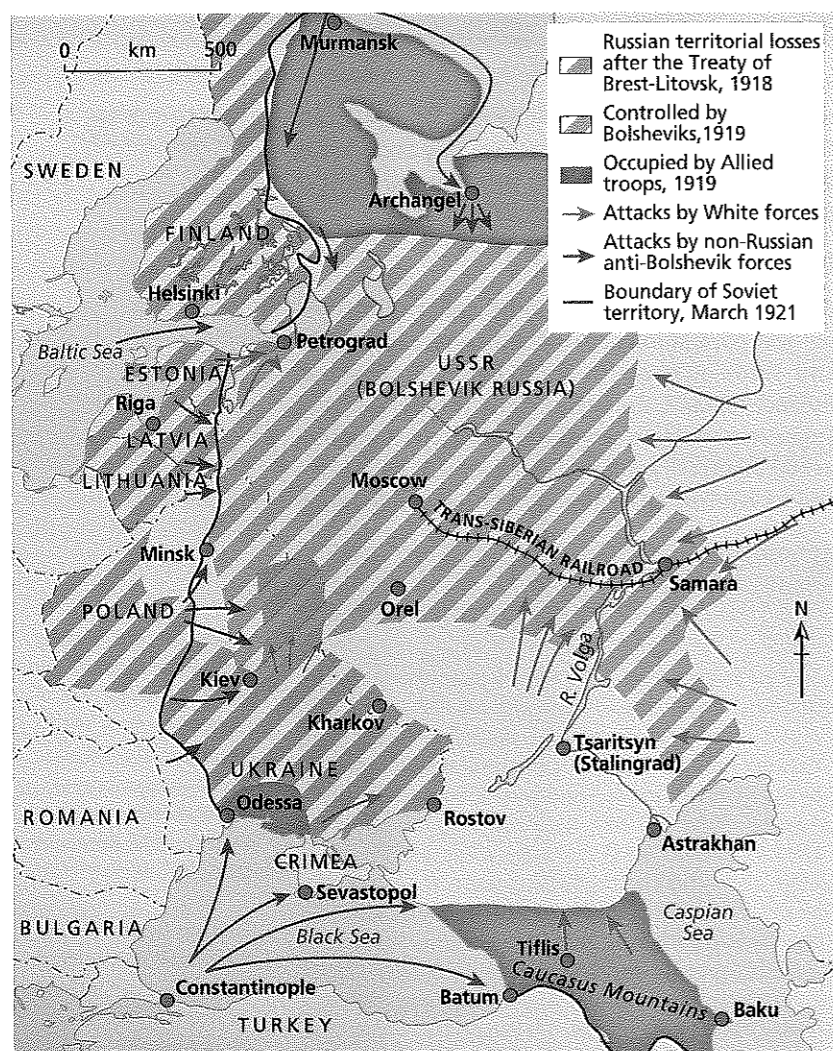 Murmansk
0 km 500
Russian territorial losses
after the Treaty of
Brest-Litovsk, 1918
Controlled by
Bolsheviks,1919
Occupied by Allied
troops, 1919
Attacks by White forces
Attacks by non-Russian
anti-Bolshevik forces
Boundary of Soviet
territory, March 1921
SWEDEN
Archangel
FINLAND
Helsinki
Baltic Sea
Petrograd
ESTONIA
USSR
(BOLSHEVIK RUSSIA)
Riga
LATVIA
LITHUANIA
Moscow
TRANS-SIBERIAN RAILROAD
Minsk
Samara
POLAND
Orel
N
Kiev
R. Volga
Kharkov
Tsaritsyn
(Stalingrad)
UKRAINE
Odessa
ROMANIA
Rostov
Astrakhan
CRIMEA
Sevastopol
BULGARIA
Black Sea
Caspian
Sea
Tiflis
Caucasus Mountains
Constantinople
Batum
Baku
TURKEY